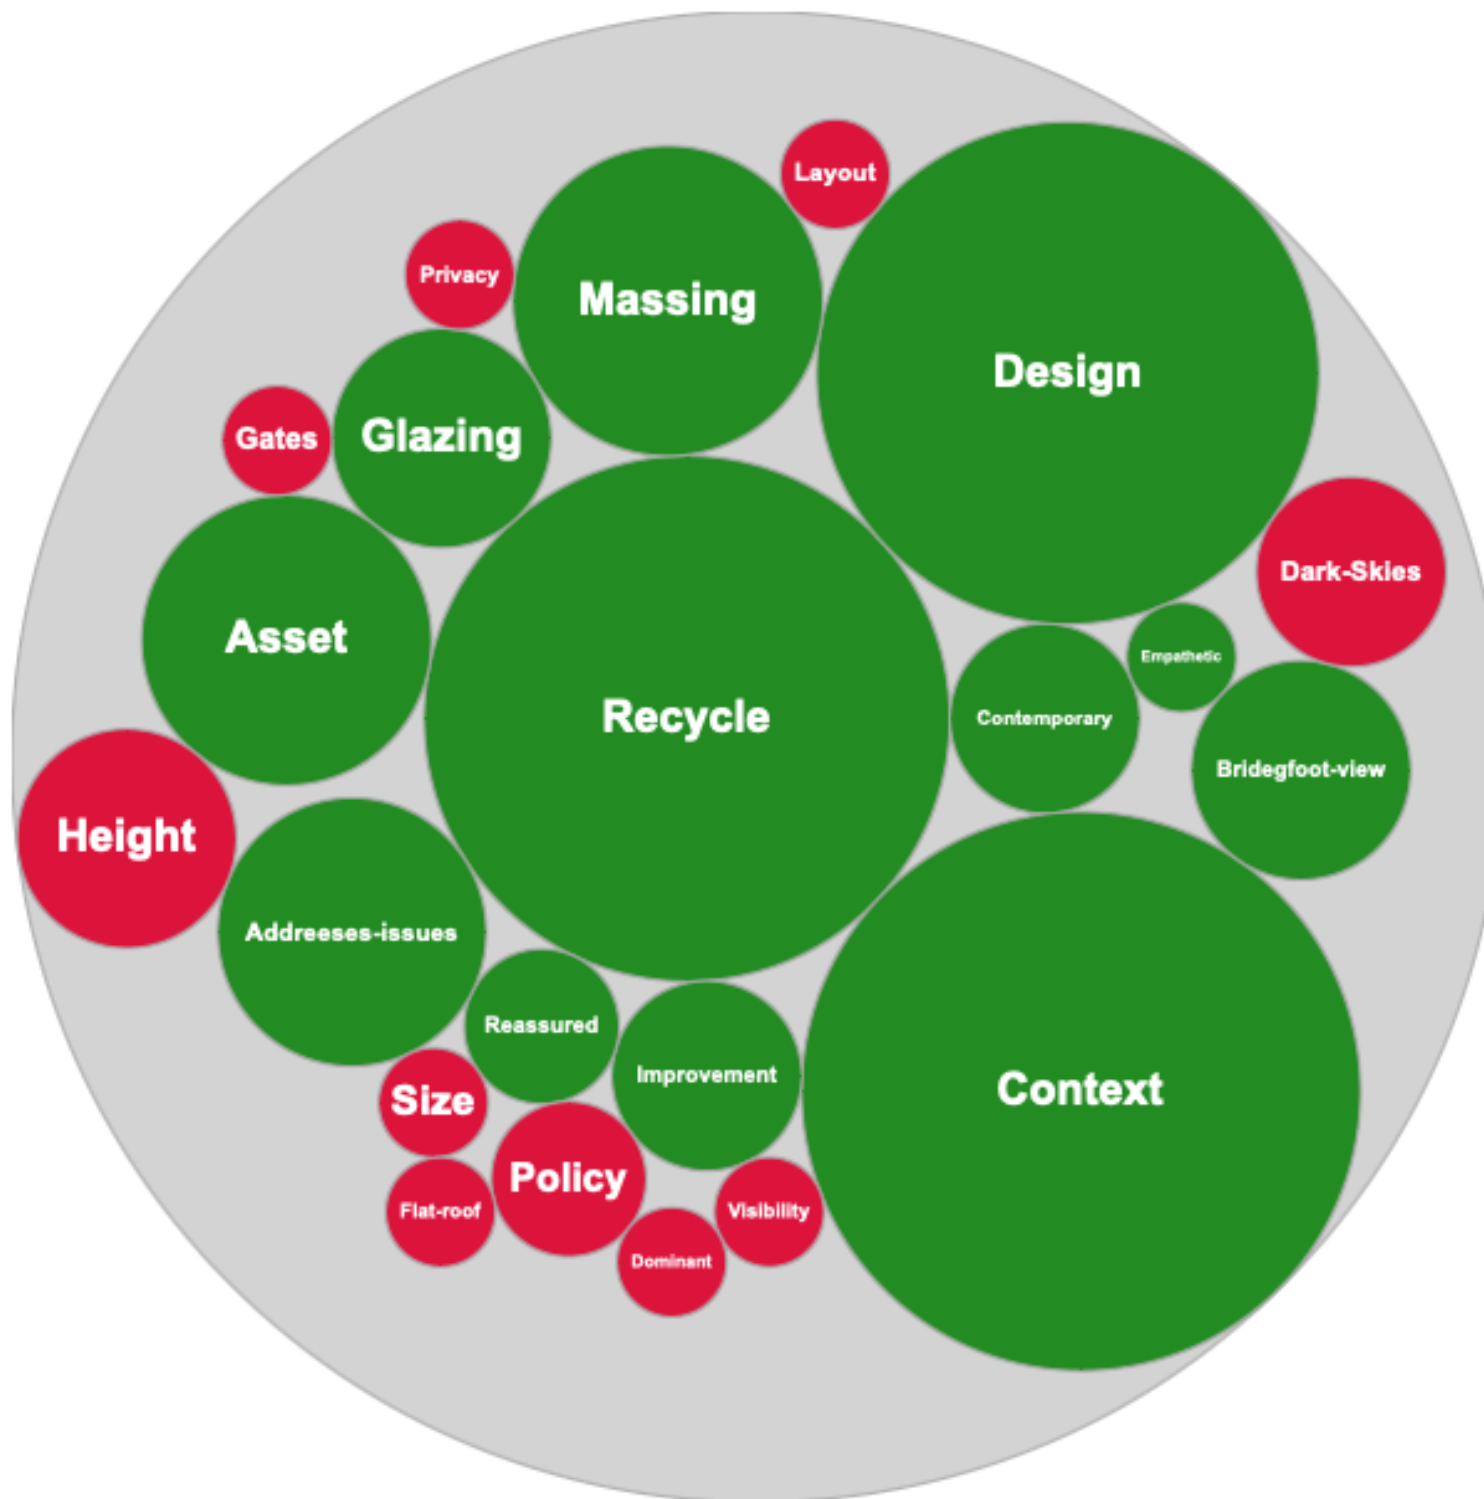 Layout
Privacy
Massing
Design
Gates
Glazing
Dark-Skies
Asset
Empathetic
Recycle
Contemporary
Bridegfoot-view
Height
Addreeses-issues
Reassured
Improvement
Context
Size
Policy
Flat-roof
Visibility
Dominant